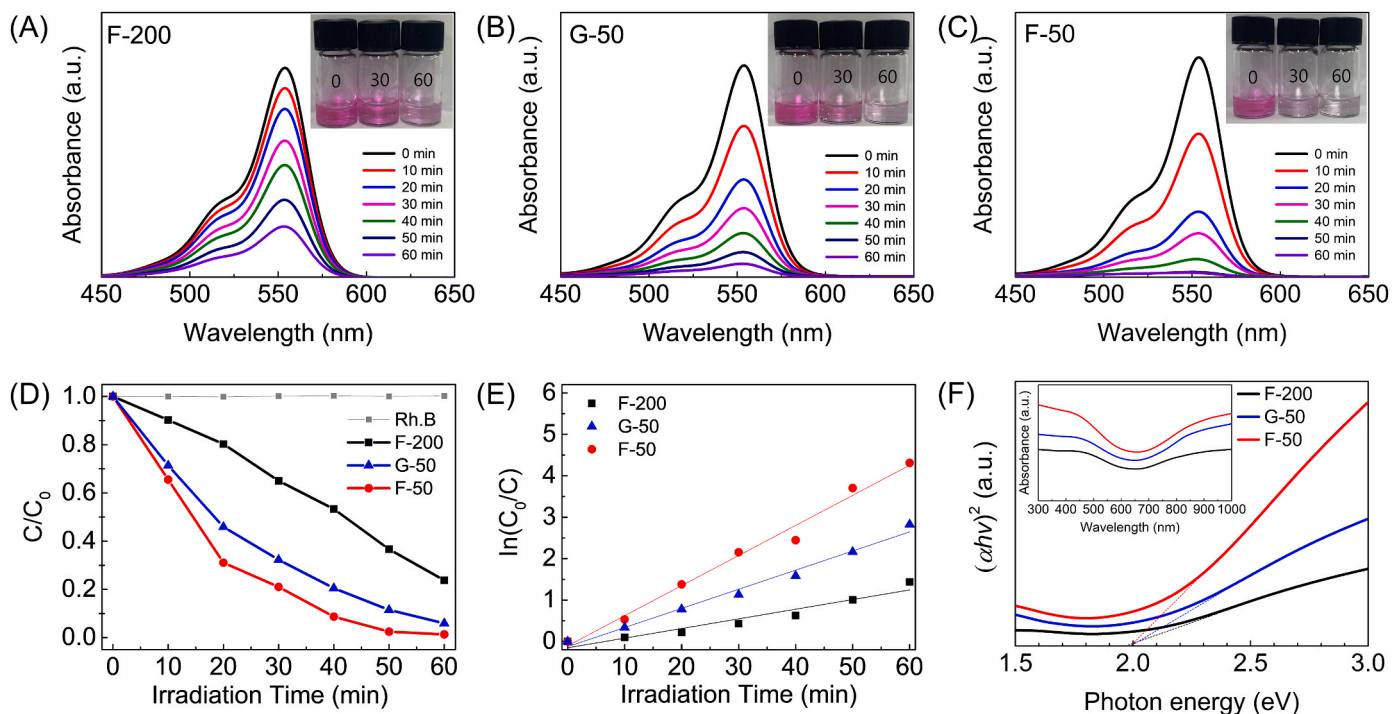 (A)
F-200
0 30 60
0 min
10 min
20 min
30 min
40 min
50 min
60 min
Absorbance (a.u.)
450 500 550 600 650
Wavelength (nm)
(B)
G-50
0 30 60
0 min
10 min
20 min
30 min
40 min
50 min
60 min
Absorbance (a.u.)
450 500 550 600 650
Wavelength (nm)
(C)
F-50
0 30 60
0 min
10 min
20 min
30 min
40 min
50 min
60 min
Absorbance (a.u.)
450 500 550 600 650
Wavelength (nm)
(D)
C/C₀
1.0
0.8
0.6
0.4
0.2
0.0
Rh.B
F-200
G-50
F-50
0 10 20 30 40 50 60
Irradiation Time (min)
(E)
ln(C₀/C)
6
5
4
3
2
1
0
F-200
G-50
F-50
0 10 20 30 40 50 60
Irradiation Time (min)
(F)
(αhν)² (a.u.)
Absorbance (a.u.)
300 400 500 600 700 800 900 1000
Wavelength (nm)
F-200
G-50
F-50
1.5 2.0 2.5 3.0
Photon energy (eV)